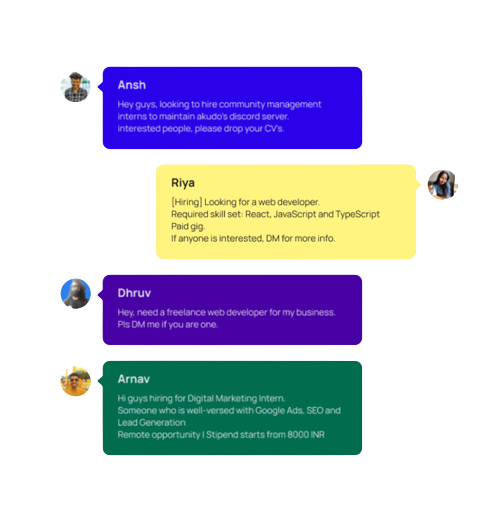 Ansh
Hey guys, looking to hire community management
interns to maintain akudo's discord server.
interested people, please drop your CV's.
Riya
[Hiring] Looking for a web developer.
Required skill set: React, JavaScript and TypeScript
Paid gig.
If anyone is interested, DM for more info.
Dhruv
Hey, need a freelance web developer for my business.
Pls DM me if you are one.
Arnav
Hi guys hiring for Digital Marketing Intern.
Someone who is well-versed with Google Ads, SEO and
Lead Generation
Remote opportunity | Stipend starts from 8000 INR